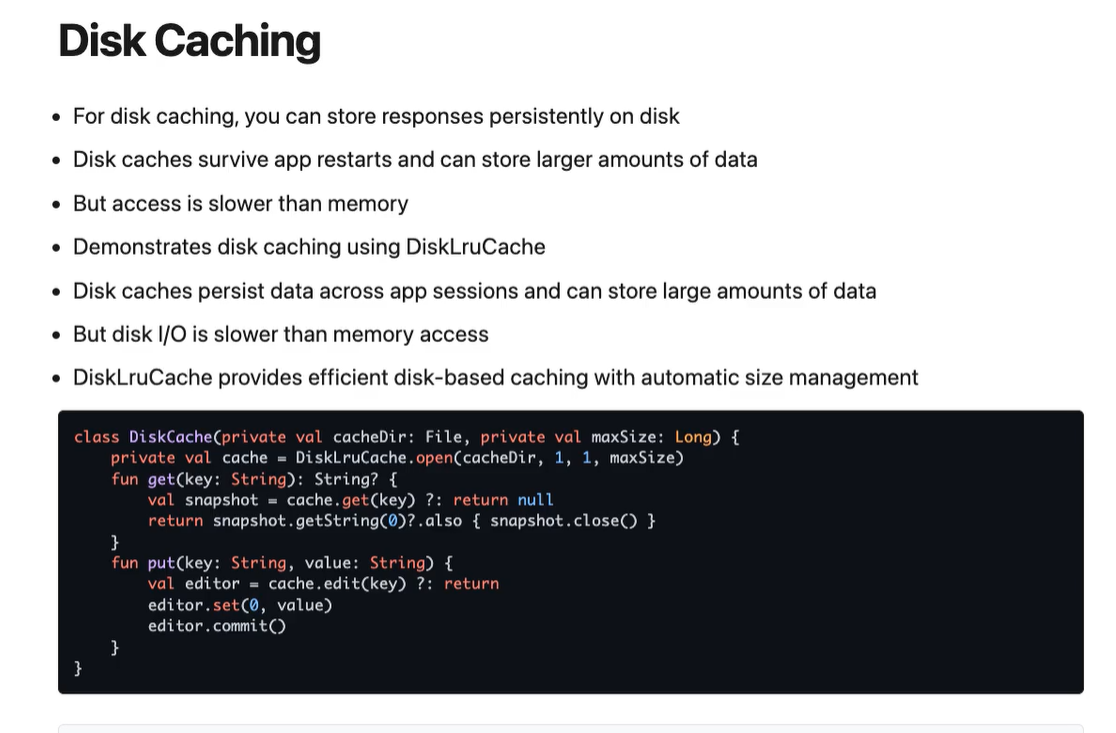 Disk Caching
• For disk caching, you can store responses persistently on disk
• Disk caches survive app restarts and can store larger amounts of data
• But access is slower than memory
• Demonstrates disk caching using DiskLruCache
• Disk caches persist data across app sessions and can store large amounts of data
• But disk I/O is slower than memory access
• DiskLruCache provides efficient disk-based caching with automatic size management
class DiskCache(private val cacheDir: File, private val maxSize: Long) {
    private val cache = DiskLruCache.open(cacheDir, 1, 1, maxSize)
    fun get(key: String): String? {
        val snapshot = cache.get(key) ?: return null
        return snapshot.getString(0)?.also { snapshot.close() }
    }
    fun put(key: String, value: String) {
        val editor = cache.edit(key) ?: return
        editor.set(0, value)
        editor.commit()
    }
}